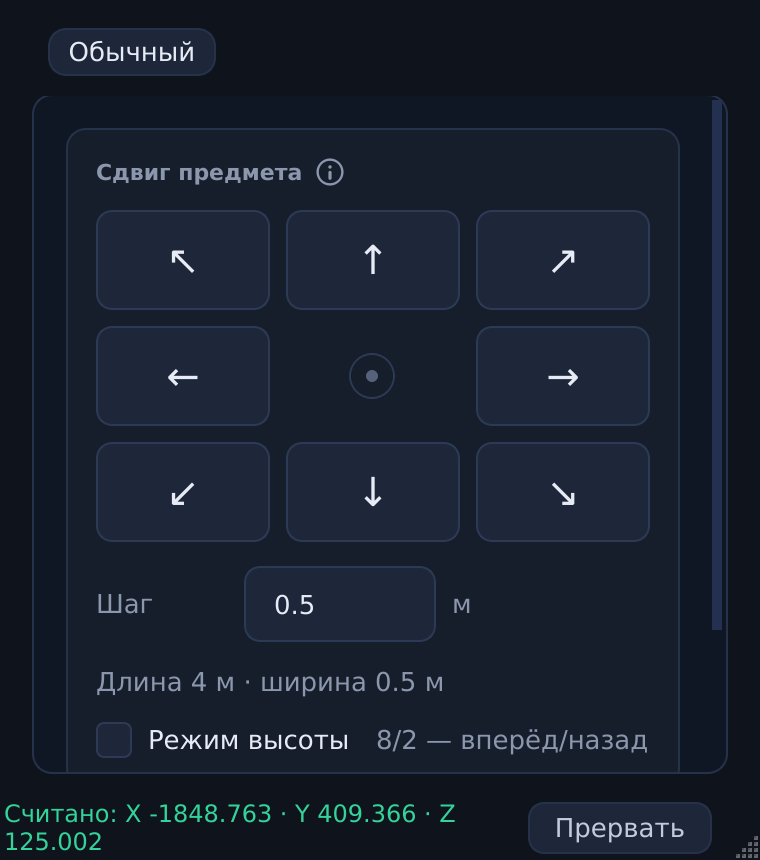 Обычный
Сдвиг предмета
↖ ↑ ↗
← →
↙ ↓ ↘
Шаг 0.5 м
Длина 4 м · ширина 0.5 м
Режим высоты 8/2 — вперёд/назад
Считано: X -1848.763 · Y 409.366 · Z
125.002
Прервать